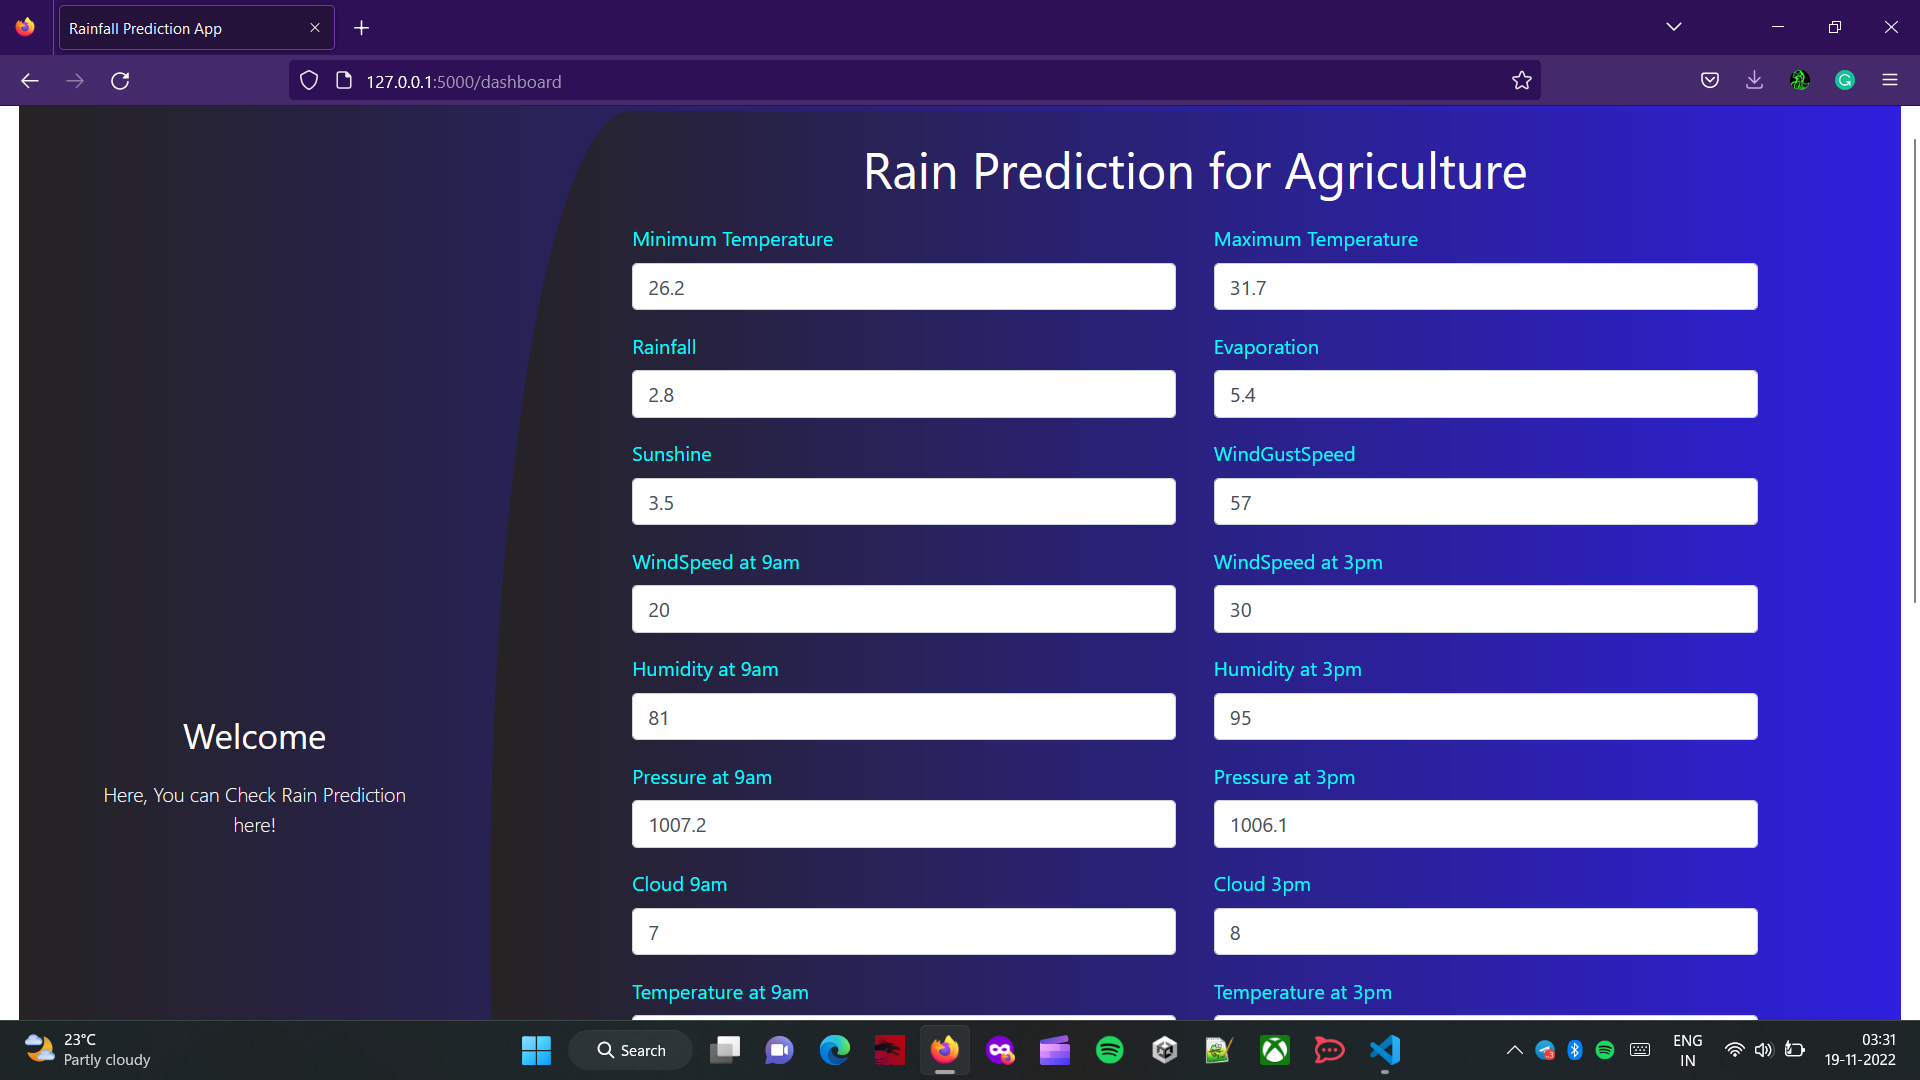 Rainfall Prediction App
127.0.0.1:5000/dashboard
Rain Prediction for Agriculture
Minimum Temperature
Maximum Temperature
26.2
31.7
Rainfall
Evaporation
2.8
5.4
Sunshine
WindGustSpeed
3.5
57
WindSpeed at 9am
WindSpeed at 3pm
20
30
Humidity at 9am
Humidity at 3pm
81
95
Pressure at 9am
Pressure at 3pm
1007.2
1006.1
Cloud 9am
Cloud 3pm
7
8
Temperature at 9am
Temperature at 3pm
Welcome
Here, You can Check Rain Prediction
here!
23°C
Partly cloudy
Search
ENG
IN
03:31
19-11-2022